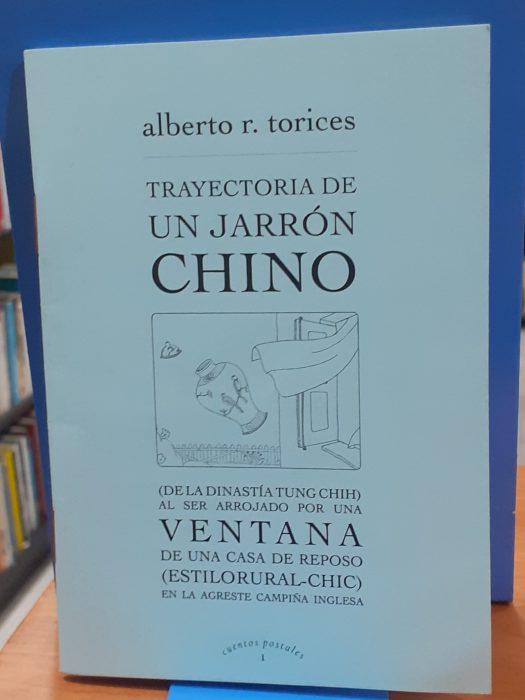 alberto r. torices
TRAYECTORIA DE
UN JARRÓN
CHINO
(DE LA DINASTÍA TUNG CHIH)
AL SER ARROJADO POR UNA
VENTANA
DE UNA CASA DE REPOSO
(ESTILORURAL-CHIC)
EN LA AGRESTE CAMPIÑA INGLESA
cuentos postales
1